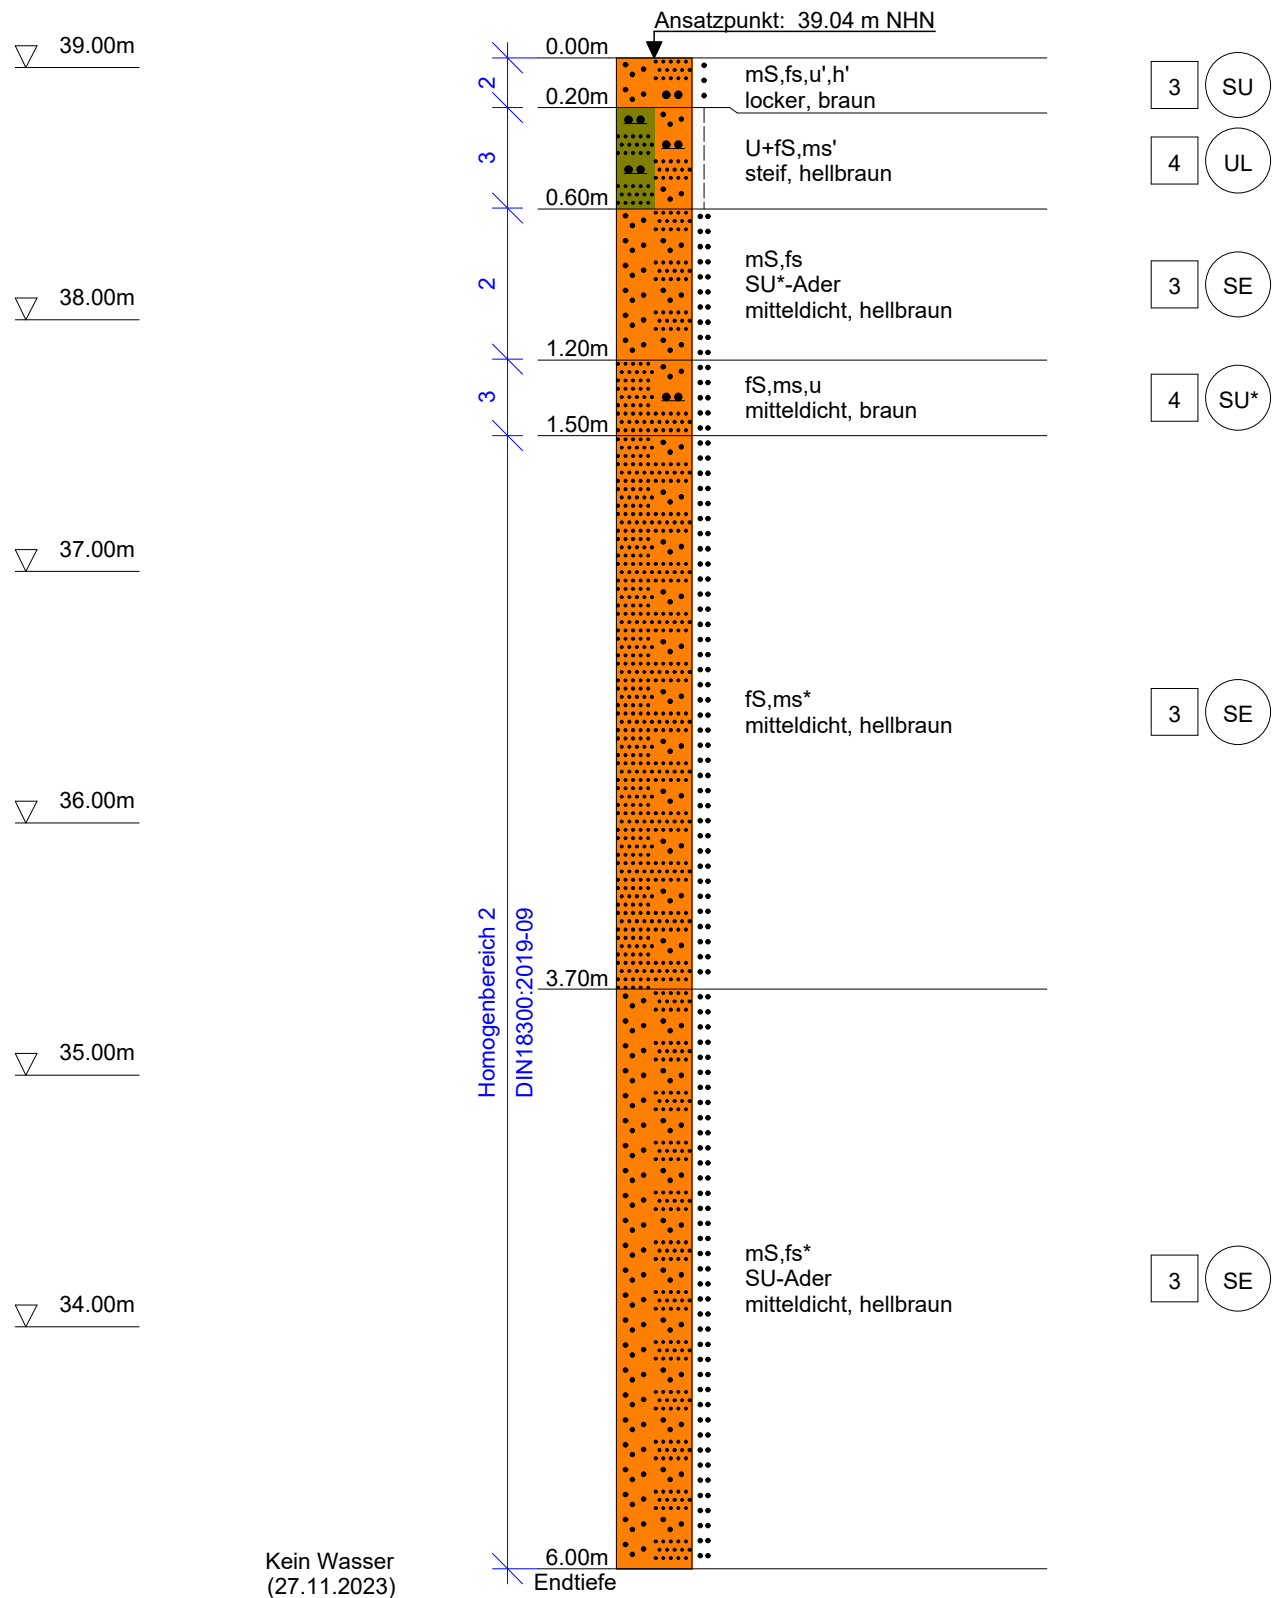 Ansatzpunkt: 39.04 m NHN
39.00m
0.00m
2
mS,fs,u',h'
locker, braun
3
SU
0.20m
3
U+fS,ms'
steif, hellbraun
4
UL
0.60m
2
mS,fs
SU*-Ader
mitteldicht, hellbraun
3
SE
38.00m
1.20m
3
fS,ms,u
mitteldicht, braun
4
SU*
1.50m
37.00m
fS,ms*
mitteldicht, hellbraun
3
SE
36.00m
Homogenbereich 2
DIN18300:2019-09
3.70m
35.00m
mS,fs*
SU-Ader
mitteldicht, hellbraun
3
SE
34.00m
Kein Wasser
(27.11.2023)
6.00m
Endtiefe